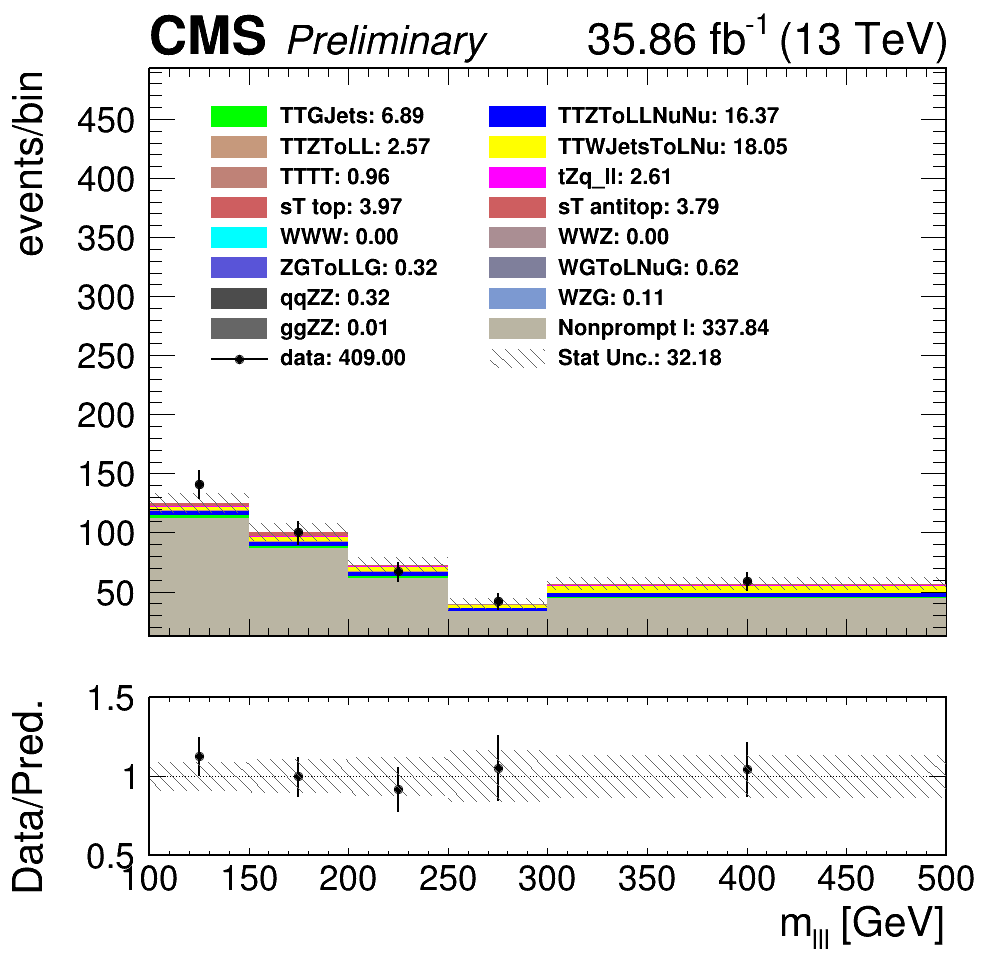 CMS Preliminary 35.86 fb-1 (13 TeV)
events/bin
450
400
350
300
250
200
150
100
50
TTGJets: 6.89 TTZToLLNuNu: 16.37
TTZToLL: 2.57 TTWJetsToLNu: 18.05
TTTT: 0.96 tZq_ll: 2.61
sT top: 3.97 sT antitop: 3.79
WWW: 0.00 WWZ: 0.00
ZGToLLG: 0.32 WGToLNuG: 0.62
qqZZ: 0.32 WZG: 0.11
ggZZ: 0.01 Nonprompt l: 337.84
data: 409.00 Stat Unc.: 32.18
Data/Pred.
1.5
1
0.5
100 150 200 250 300 350 400 450 500
mlll [GeV]